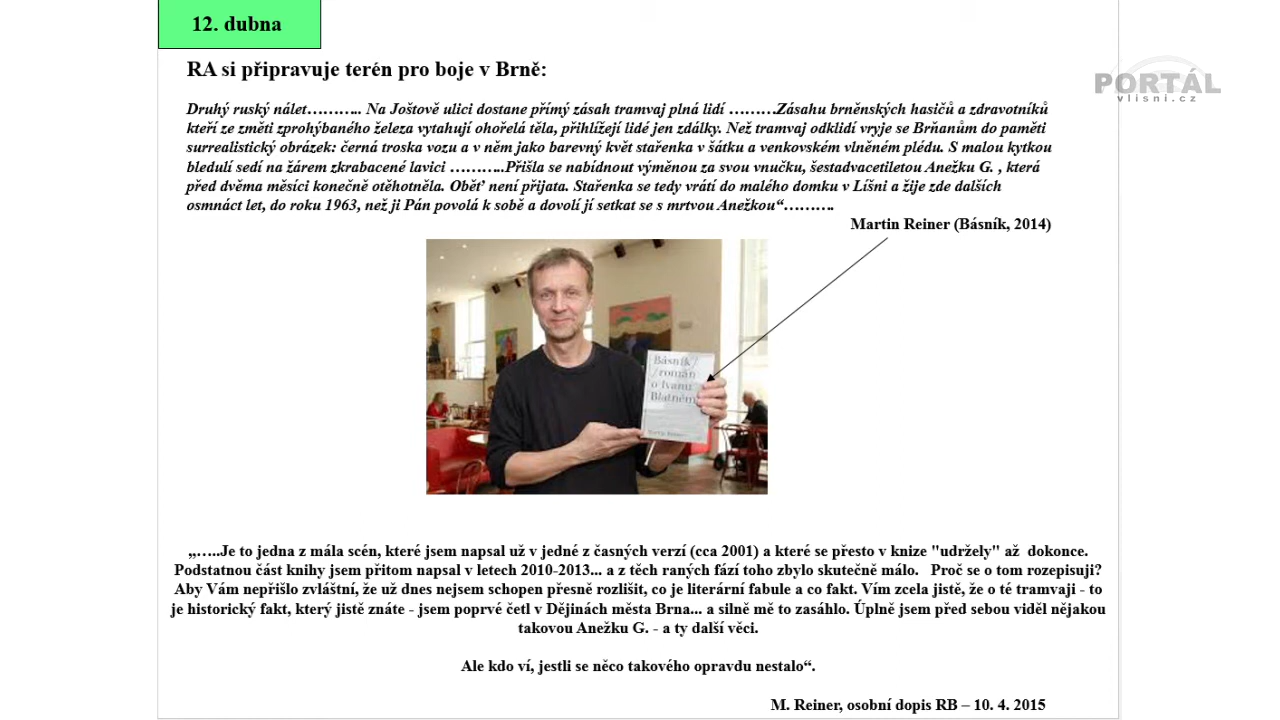 12. dubna
RA si připravuje terén pro boje v Brně:
PORTÁL
vlisni.cz
Druhý ruský nálet……….. Na Joštově ulici dostane přímý zásah tramvaj plná lidí ………Zásahu brněnských hasičů a zdravotníků
kteří ze změti zprohýbaného železa vytahují ohořelá těla, přihlížejí lidé jen zdálky. Než tramvaj odklidí vryje se Brňanům do paměti
surrealistický obrázek: černá troska vozu a v něm jako barevný květ stařenka v šátku a venkovském vlněném plédu. S malou kytkou
bledulí sedí na žárem zkrabacené lavici ………..Přišla se nabídnout výměnou za svou vnučku, šestadvacetiletou Anežku G. , která
před dvěma měsíci konečně otěhotněla. Oběť není přijata. Stařenka se tedy vrátí do malého domku v Líšni a žije zde dalších
osmnáct let, do roku 1963, než ji Pán povolá k sobě a dovolí jí setkat se s mrtvou Anežkou“……….
Martin Reiner (Básník, 2014)
Básník/
/román
o Ivanu
Blatném
„…..Je to jedna z mála scén, které jsem napsal už v jedné z časných verzí (cca 2001) a které se přesto v knize "udržely" až dokonce.
Podstatnou část knihy jsem přitom napsal v letech 2010-2013... a z těch raných fází toho zbylo skutečně málo. Proč se o tom rozepisuji?
Aby Vám nepřišlo zvláštní, že už dnes nejsem schopen přesně rozlišit, co je literární fabule a co fakt. Vím zcela jistě, že o té tramvaji - to
je historický fakt, který jistě znáte - jsem poprvé četl v Dějinách města Brna... a silně mě to zasáhlo. Úplně jsem před sebou viděl nějakou
takovou Anežku G. - a ty další věci.
Ale kdo ví, jestli se něco takového opravdu nestalo“.
M. Reiner, osobní dopis RB – 10. 4. 2015